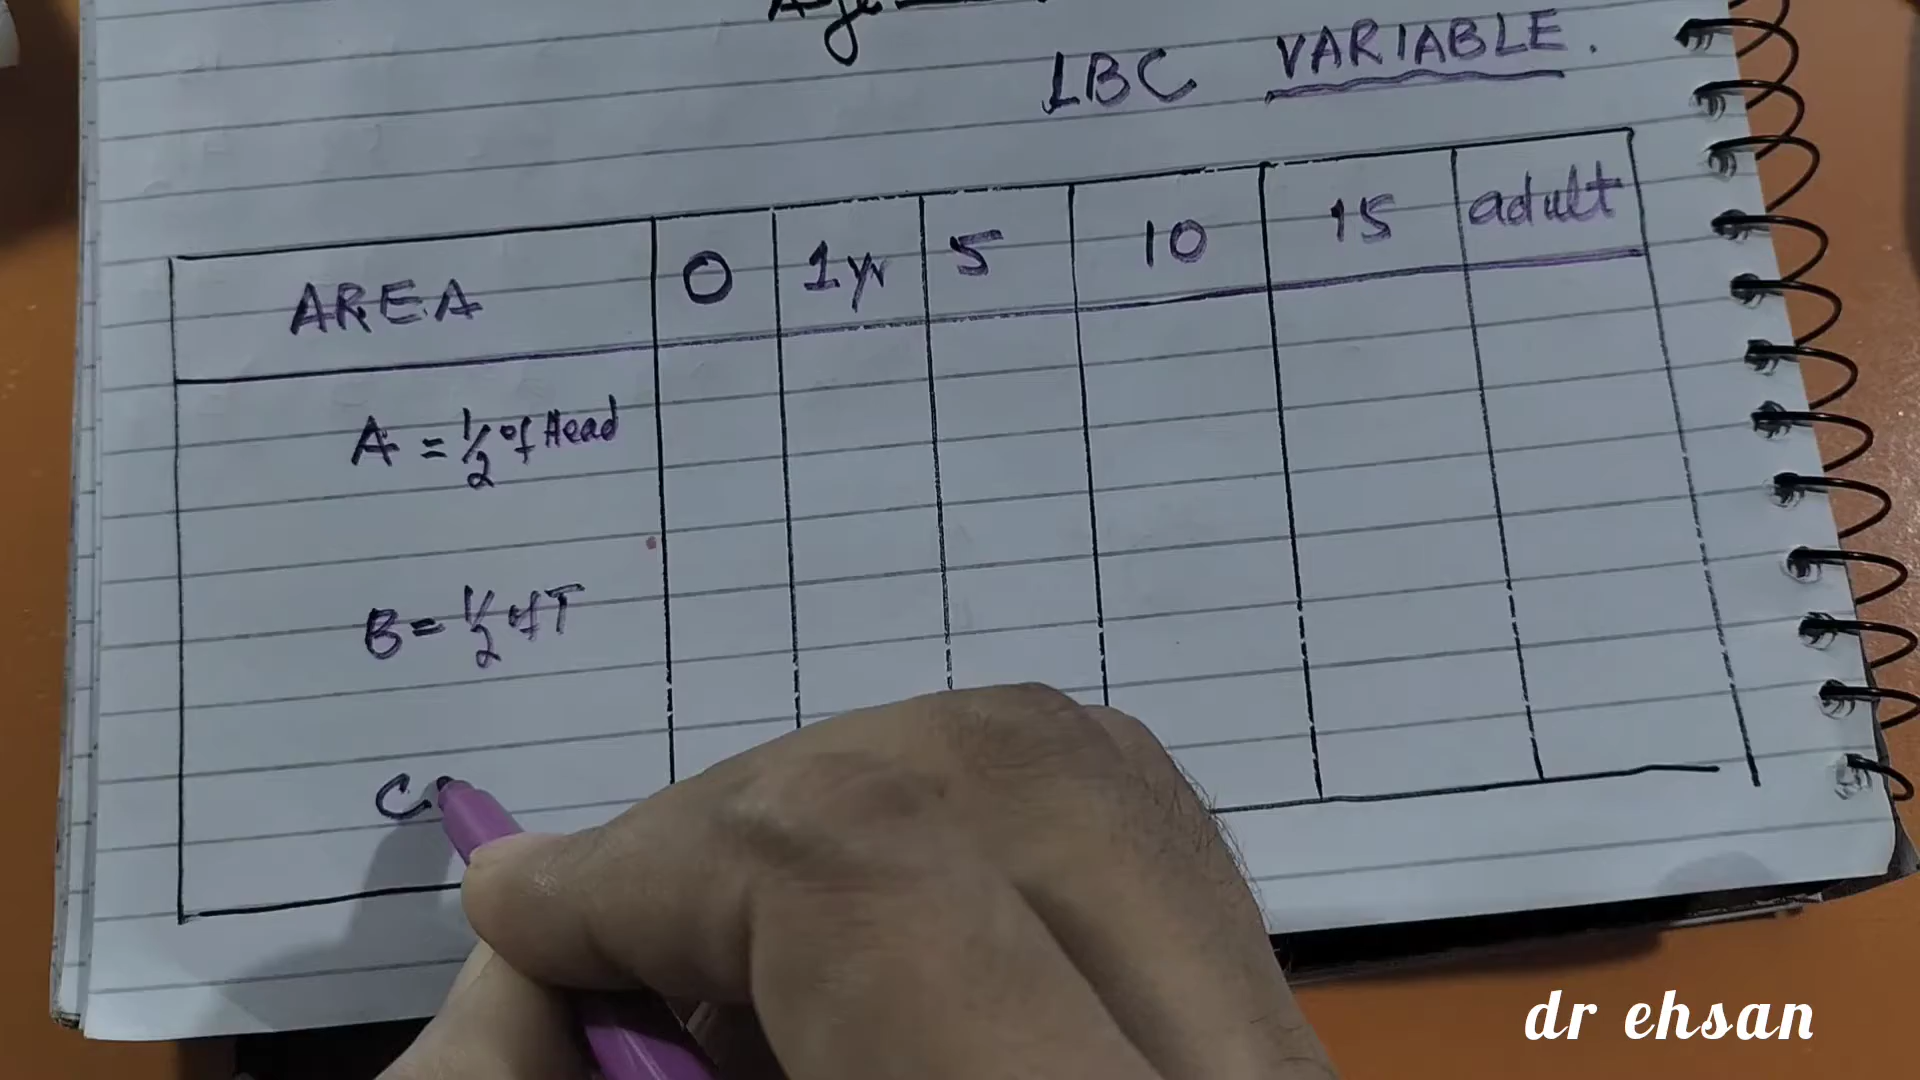 LBC VARIABLE.
AREA 0 1yr 5 10 15 adult
A = 1/2 of Head
B = 1/2 of T
C
dr ehsan